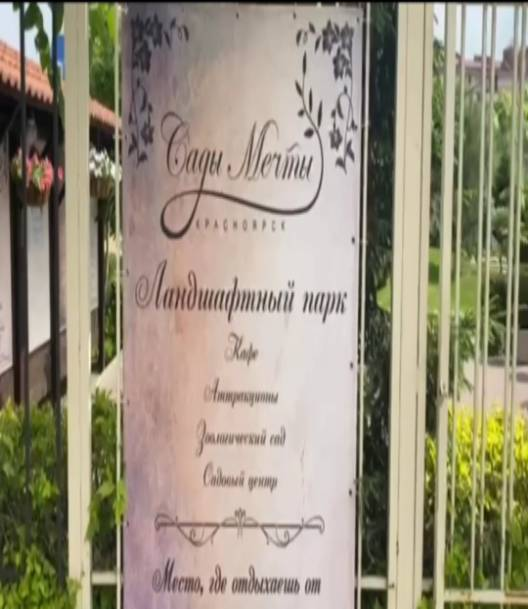 Сады Мечты
КРАСНОЯРСК
Ландшафтный парк
Кафе
Аттракционы
Зоологический сад
Садовый центр
Место, где отдыхаешь от